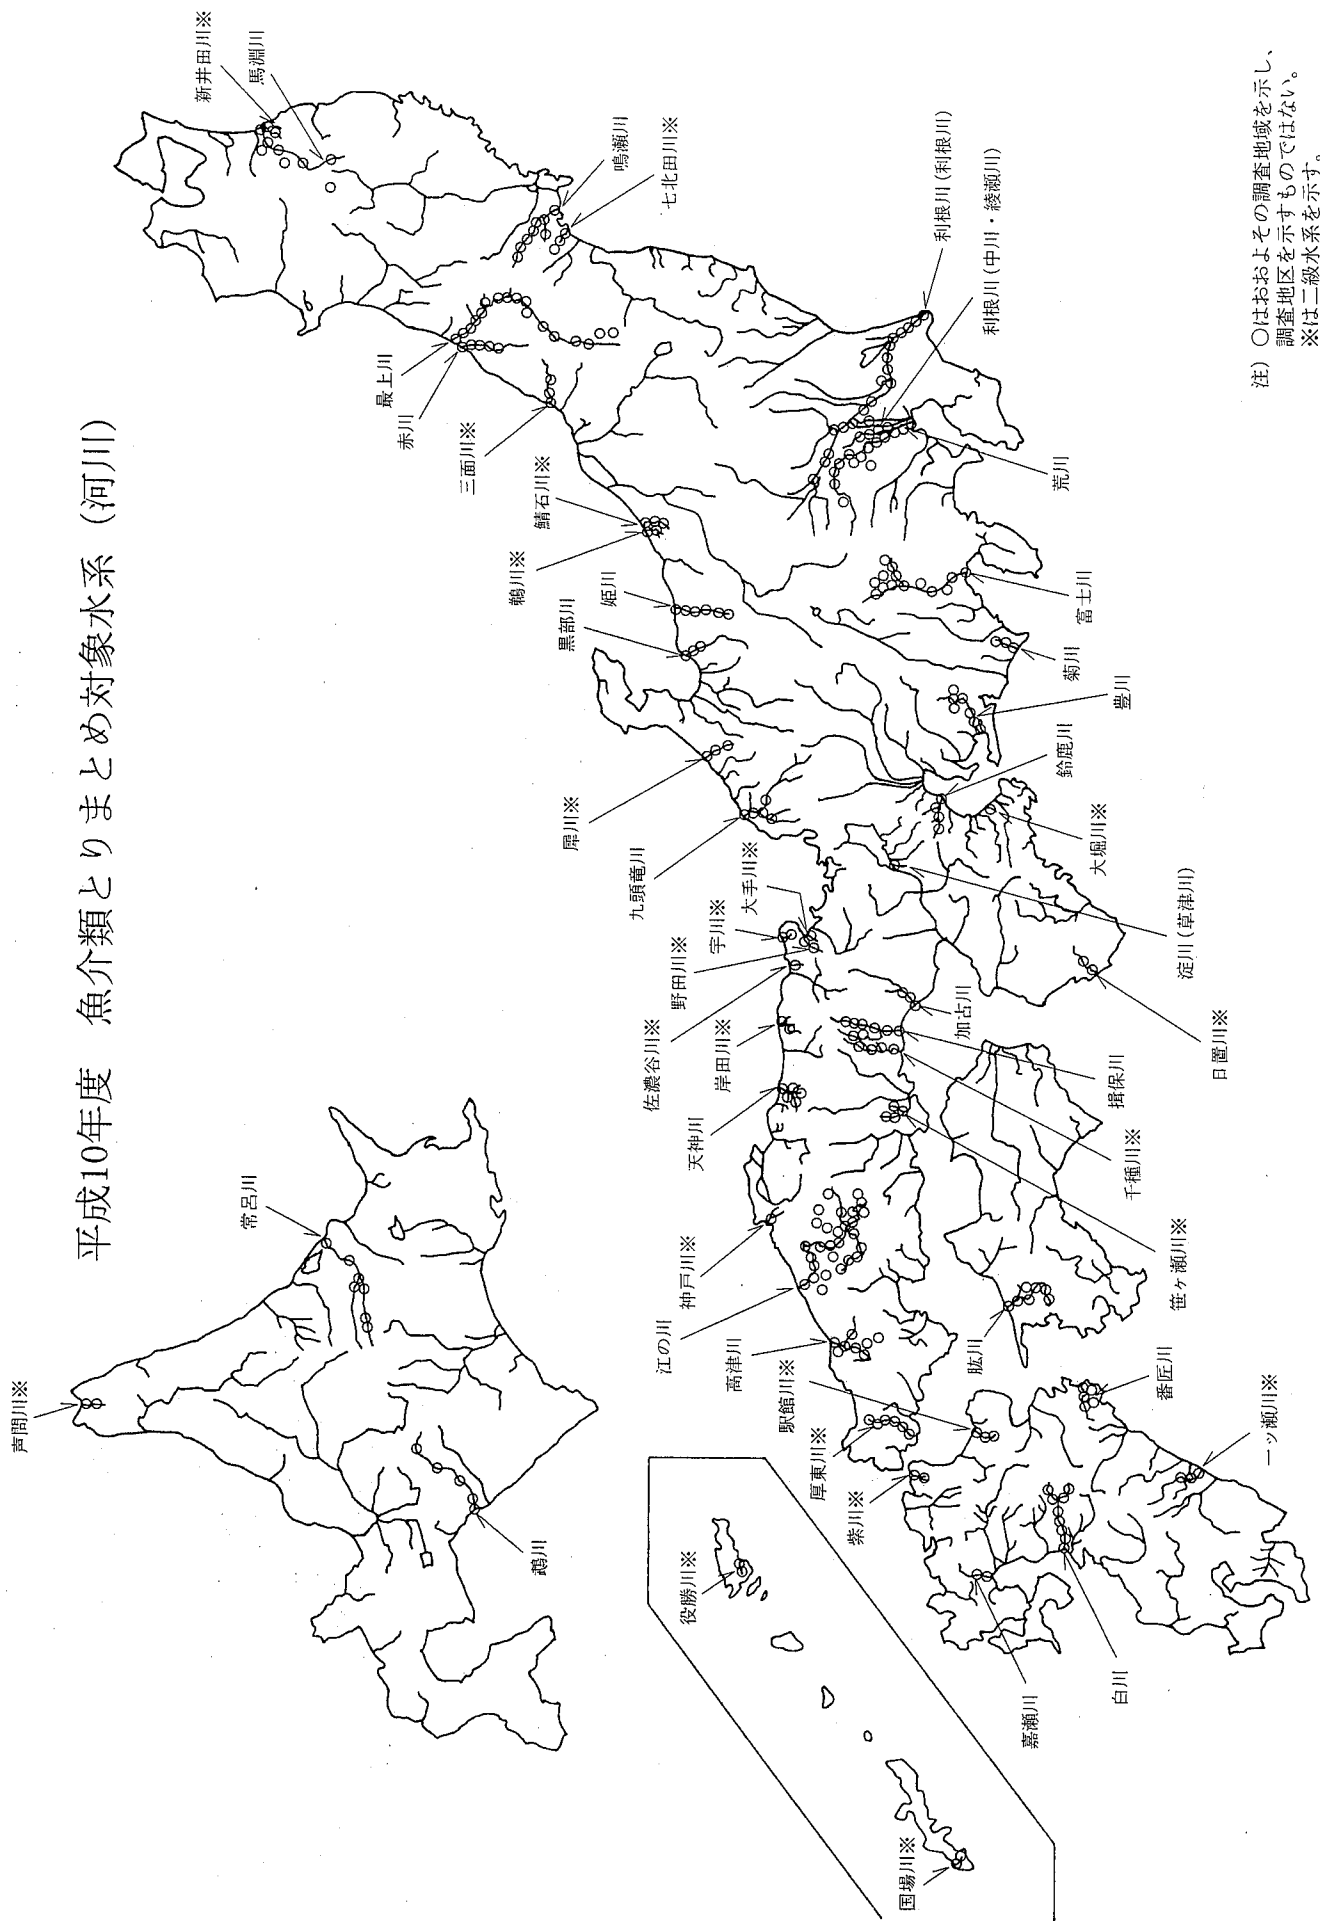 平成10年度　魚介類とりまとめ対象水系（河川）
声問川※
常呂川
鵡川
新井田川※
馬淵川
鳴瀬川
七北田川※
最上川
赤川
三面川※
鯖石川※
鵜川※
姫川
黒部川
利根川（利根川）
利根川（中川・綾瀬川）
荒川
富士川
菊川
豊川
鈴鹿川
大堀川※
犀川※
九頭竜川
大手川※
宇川※
野田川※
佐濃谷川※
岸田川※
天神川
神戸川※
江の川
高津川
淀川（草津川）
日置川※
加古川
揖保川
千種川※
笹ヶ瀬川※
肱川
番匠川
駅館川※
厚東川※
紫川※
一ッ瀬川※
白川
嘉瀬川
役勝川※
国場川※
注）○はおおよその調査地域を示し、
調査地区を示すものではない。
※は二級水系を示す。